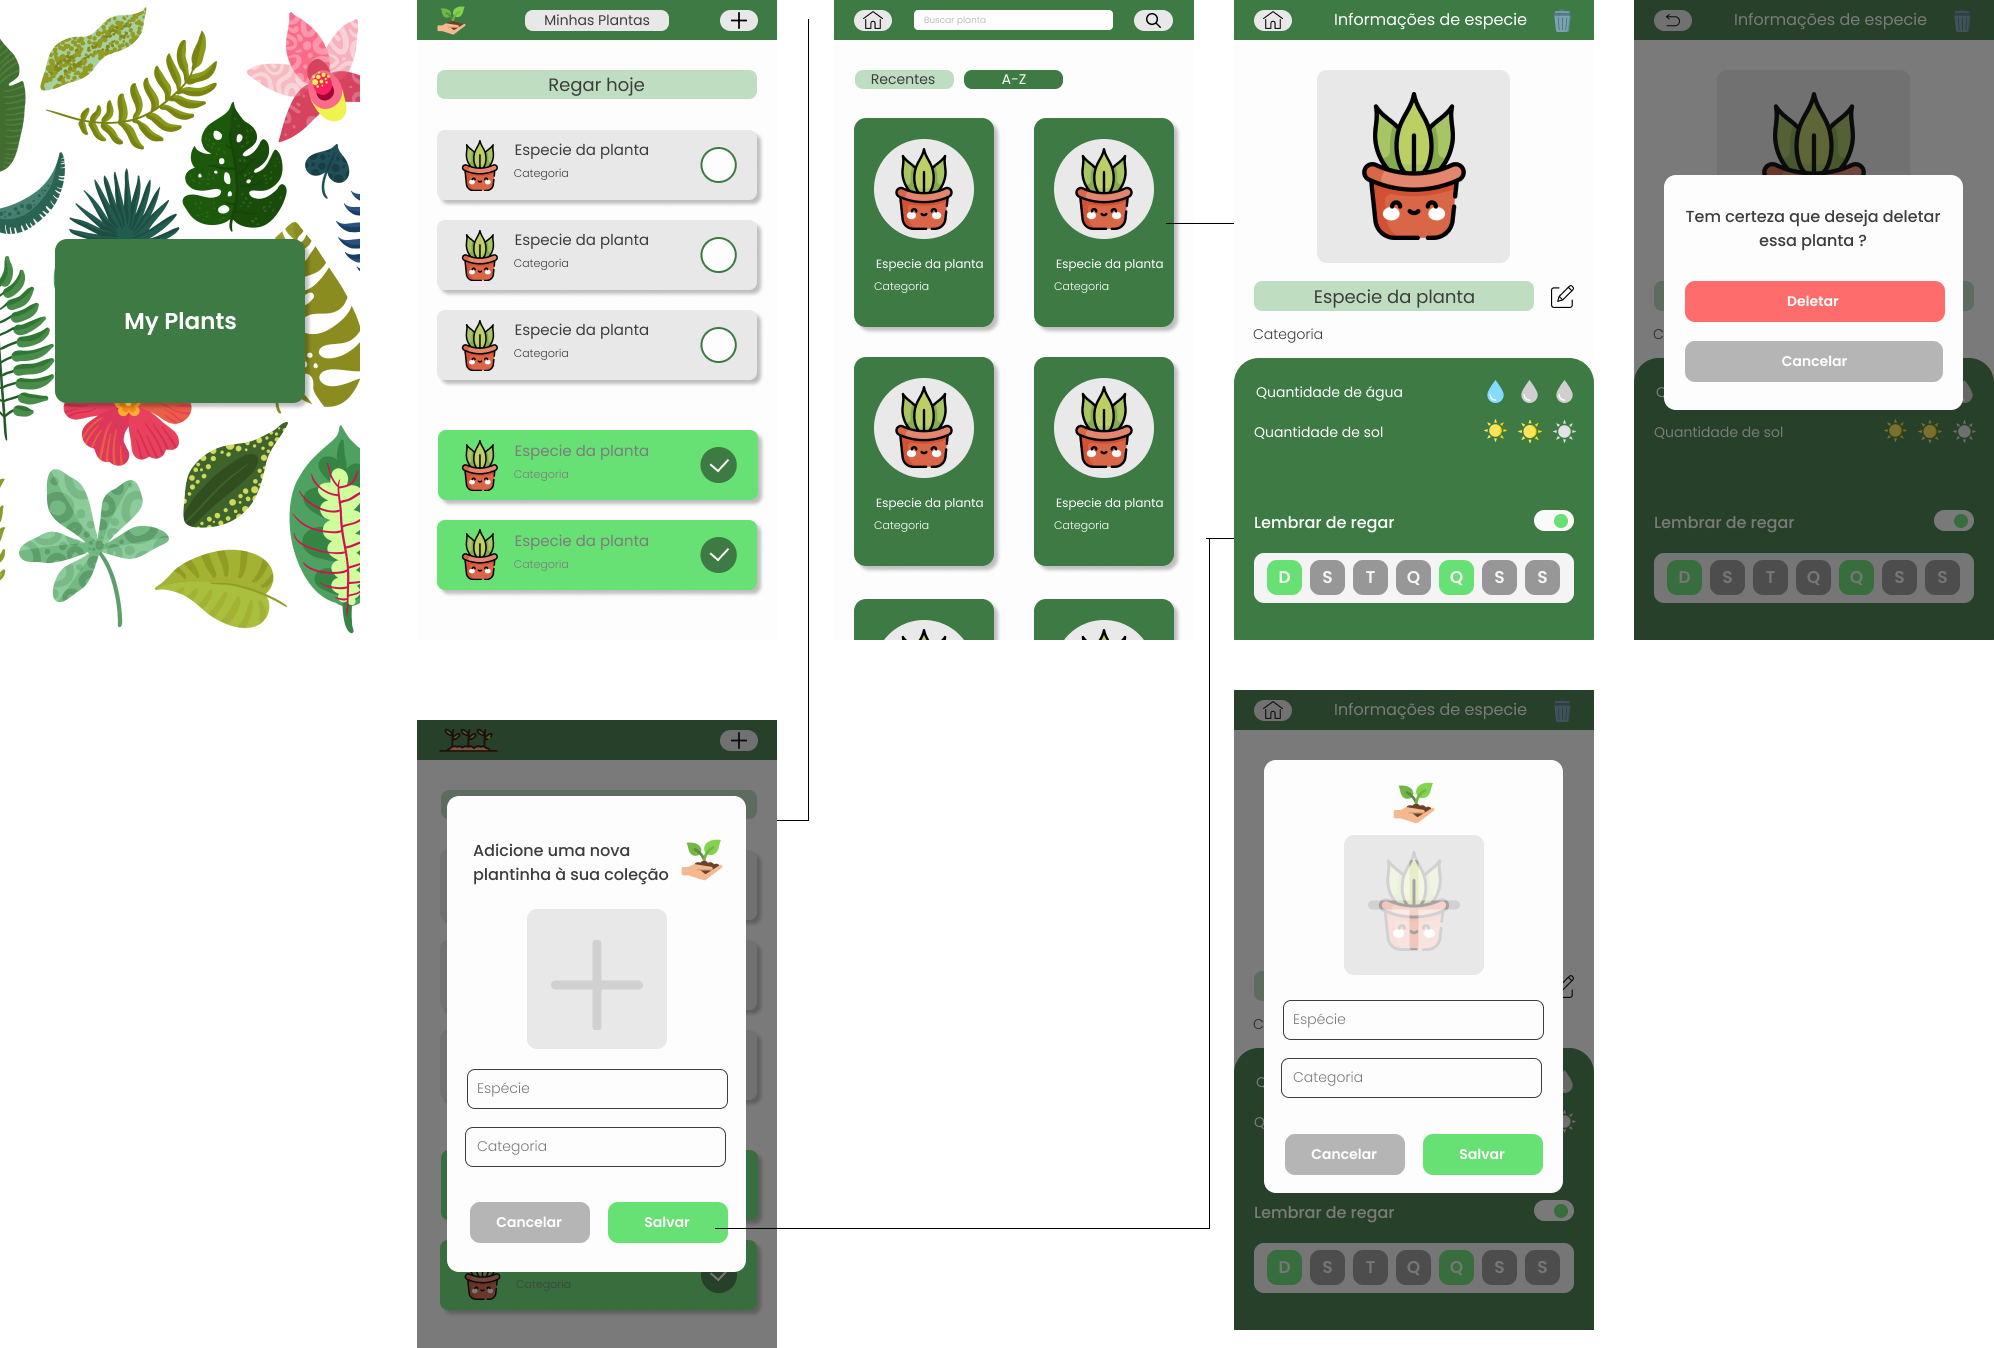 My Plants
Minhas Plantas
Regar hoje
Especie da planta
Categoria
Especie da planta
Categoria
Especie da planta
Categoria
Especie da planta
Categoria
Especie da planta
Categoria
Buscar planta
Recentes
A-Z
Especie da planta
Categoria
Especie da planta
Categoria
Especie da planta
Categoria
Especie da planta
Categoria
Informações de especie
Especie da planta
Categoria
Quantidade de água
Quantidade de sol
Lembrar de regar
D S T Q Q S S
Informações de especie
Tem certeza que deseja deletar
essa planta ?
Deletar
Cancelar
C
Quantidade de sol
Lembrar de regar
D S T Q Q S S
Adicione uma nova
plantinha à sua coleção
Espécie
Categoria
Cancelar
Salvar
Categoria
Informações de especie
Espécie
C
Categoria
Q
Cancelar
Salvar
Lembrar de regar
D S T Q Q S S